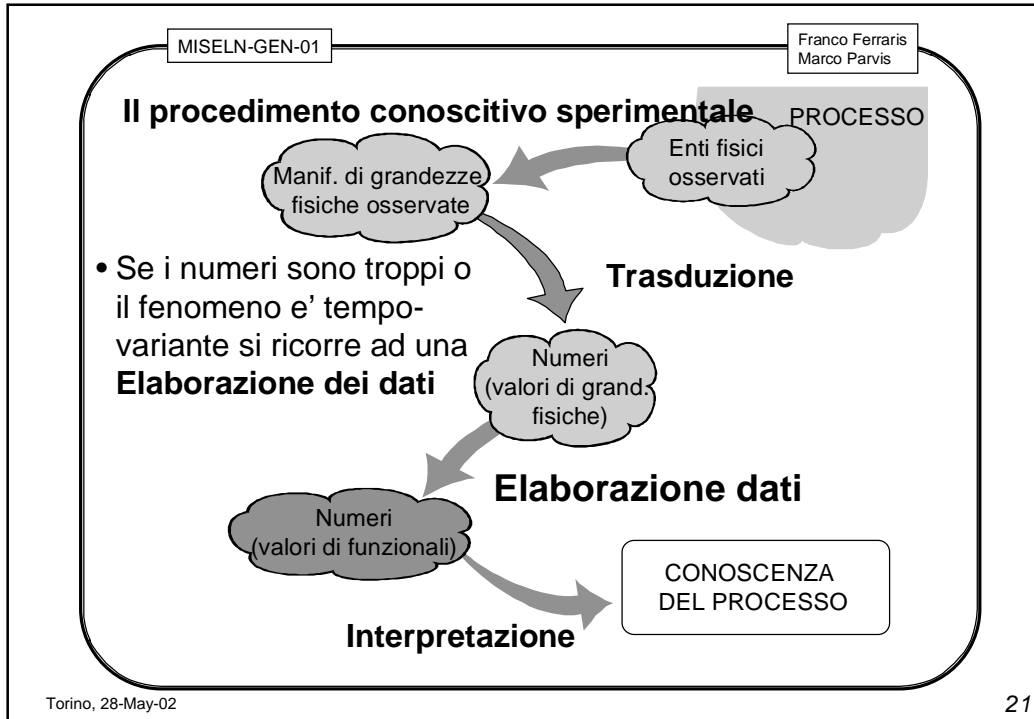 MISELN-GEN-01
Franco Ferraris
Marco Parvis
Il procedimento conoscitivo sperimentale
PROCESSO
Enti fisici
osservati
Manif. di grandezze
fisiche osservate
• Se i numeri sono troppi o
il fenomeno e' tempo-
variante si ricorre ad una
Elaborazione dei dati
Trasduzione
Numeri
(valori di grand.
fisiche)
Elaborazione dati
Numeri
(valori di funzionali)
CONOSCENZA
DEL PROCESSO
Interpretazione
Torino, 28-May-02
21